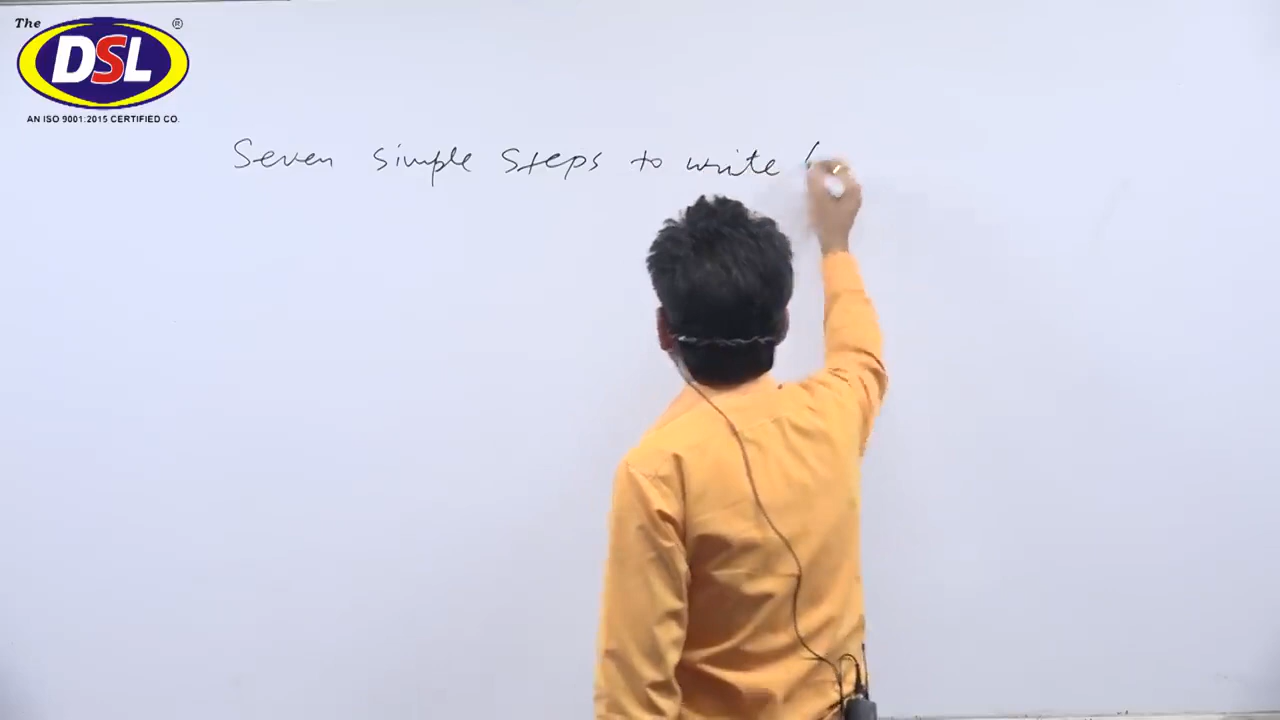 The
DSL
®
AN ISO 9001:2015 CERTIFIED CO.
Seven simple steps to write